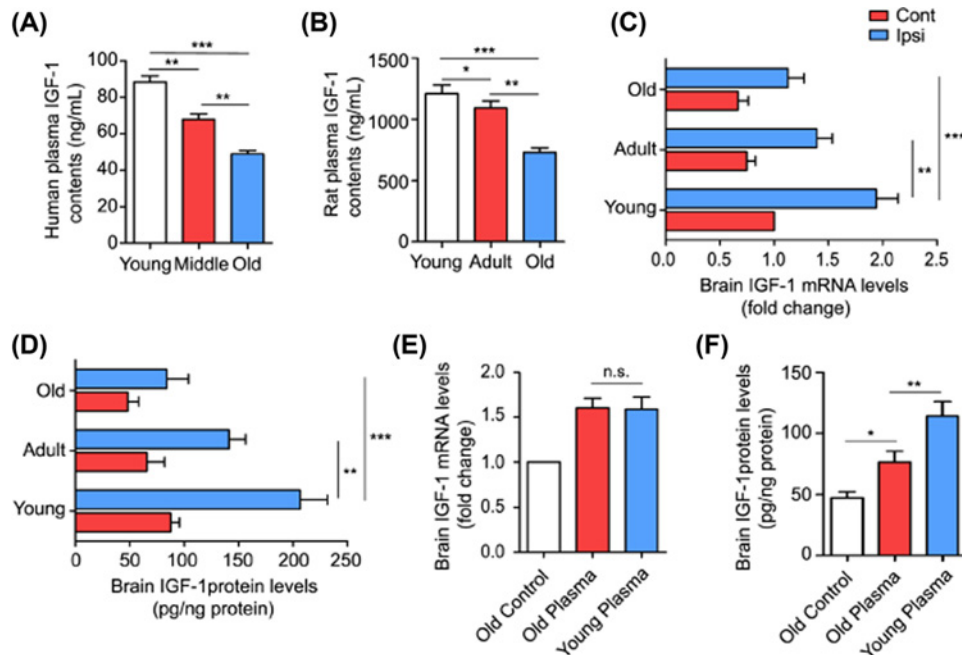 (A)
Human plasma IGF-1
contents (ng/mL)
100
80
60
40
20
0
***
**
**
Young Middle Old
(B)
Rat plasma IGF-1
contents (ng/mL)
1500
1000
500
0
***
*
**
Young Adult Old
(C)
Cont
Ipsi
Old
Adult
Young
**
***
0.0 0.5 1.0 1.5 2.0 2.5
Brain IGF-1 mRNA levels
(fold change)
(D)
Old
Adult
Young
**
***
0 50 100 150 200 250
Brain IGF-1protein levels
(pg/ng protein)
(E)
Brain IGF-1 mRNA levels
(fold change)
2.0
1.5
1.0
0.5
0.0
n.s.
Old Control
Old Plasma
Young Plasma
(F)
Brain IGF-1protein levels
(pg/ng protein)
150
100
50
0
*
**
Old Control
Old Plasma
Young Plasma